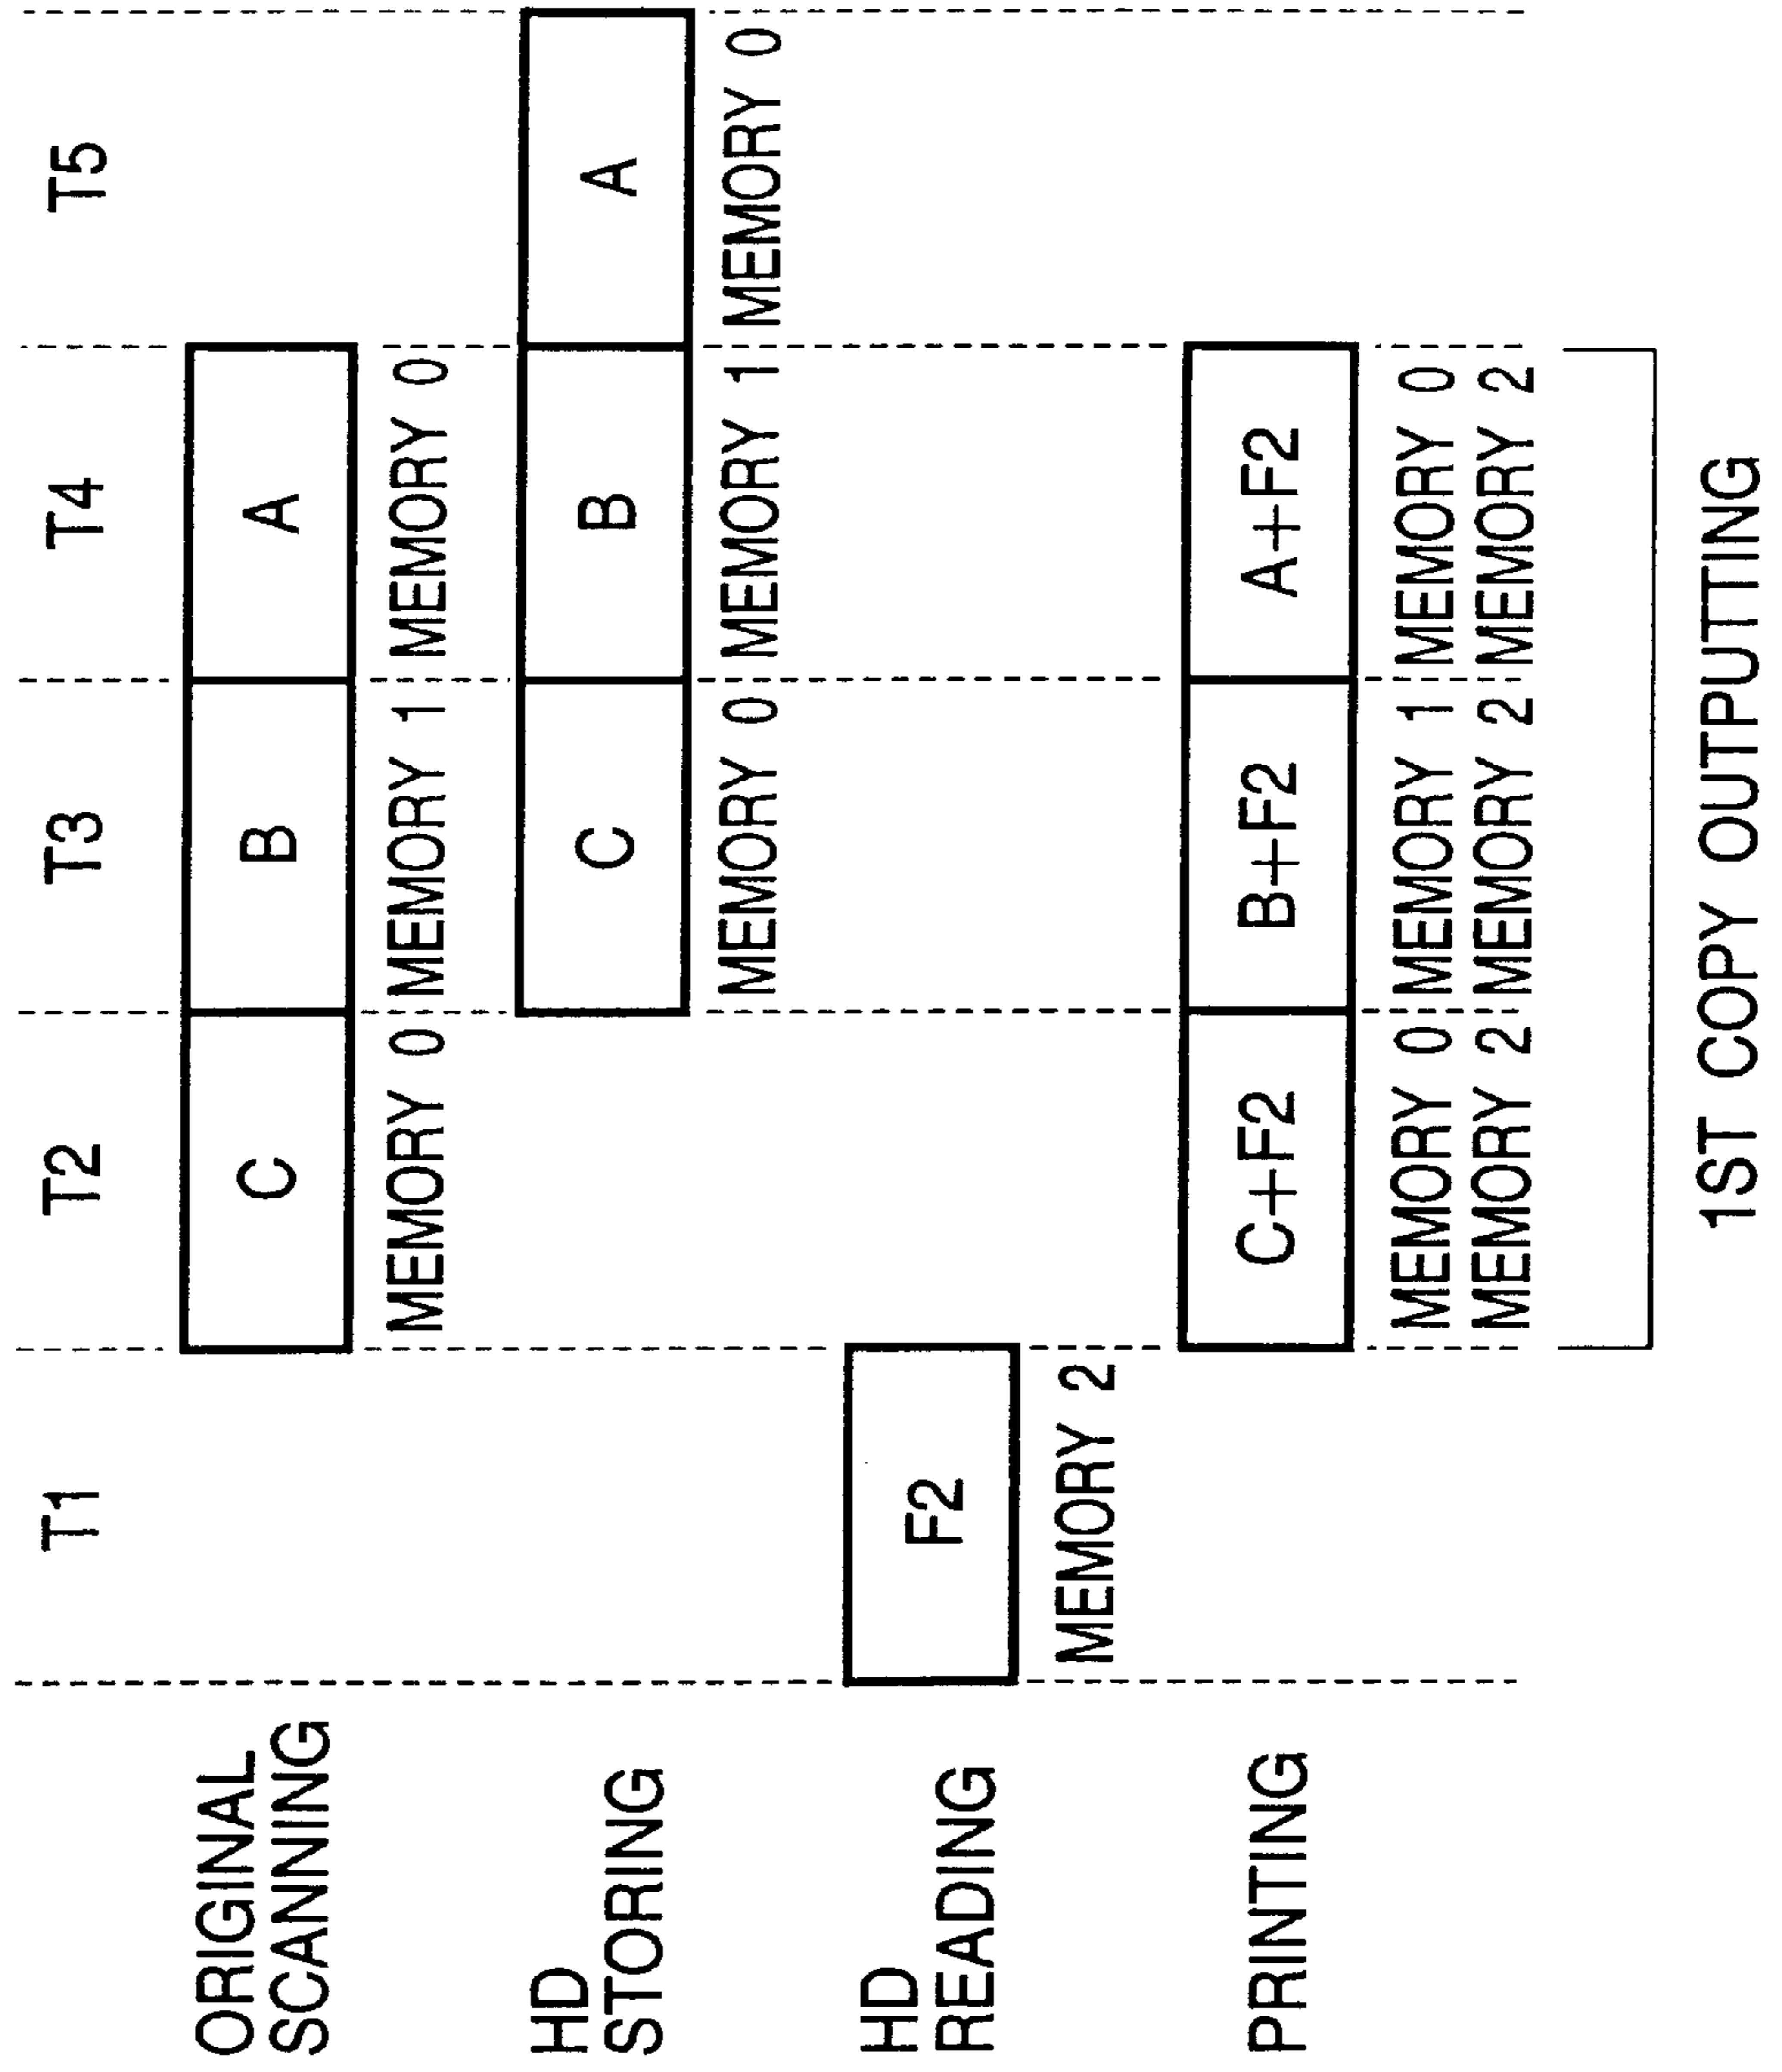 T1 T2 T3 T4 T5
ORIGINAL
SCANNING
C B A
MEMORY 0 MEMORY 1 MEMORY 0
HD
STORING
C B A
MEMORY 0 MEMORY 1 MEMORY 0
HD
READING
F2
MEMORY 2
PRINTING
C+F2 B+F2 A+F2
MEMORY 0 MEMORY 1 MEMORY 0
MEMORY 2 MEMORY 2 MEMORY 2
1ST COPY OUTPUTTING